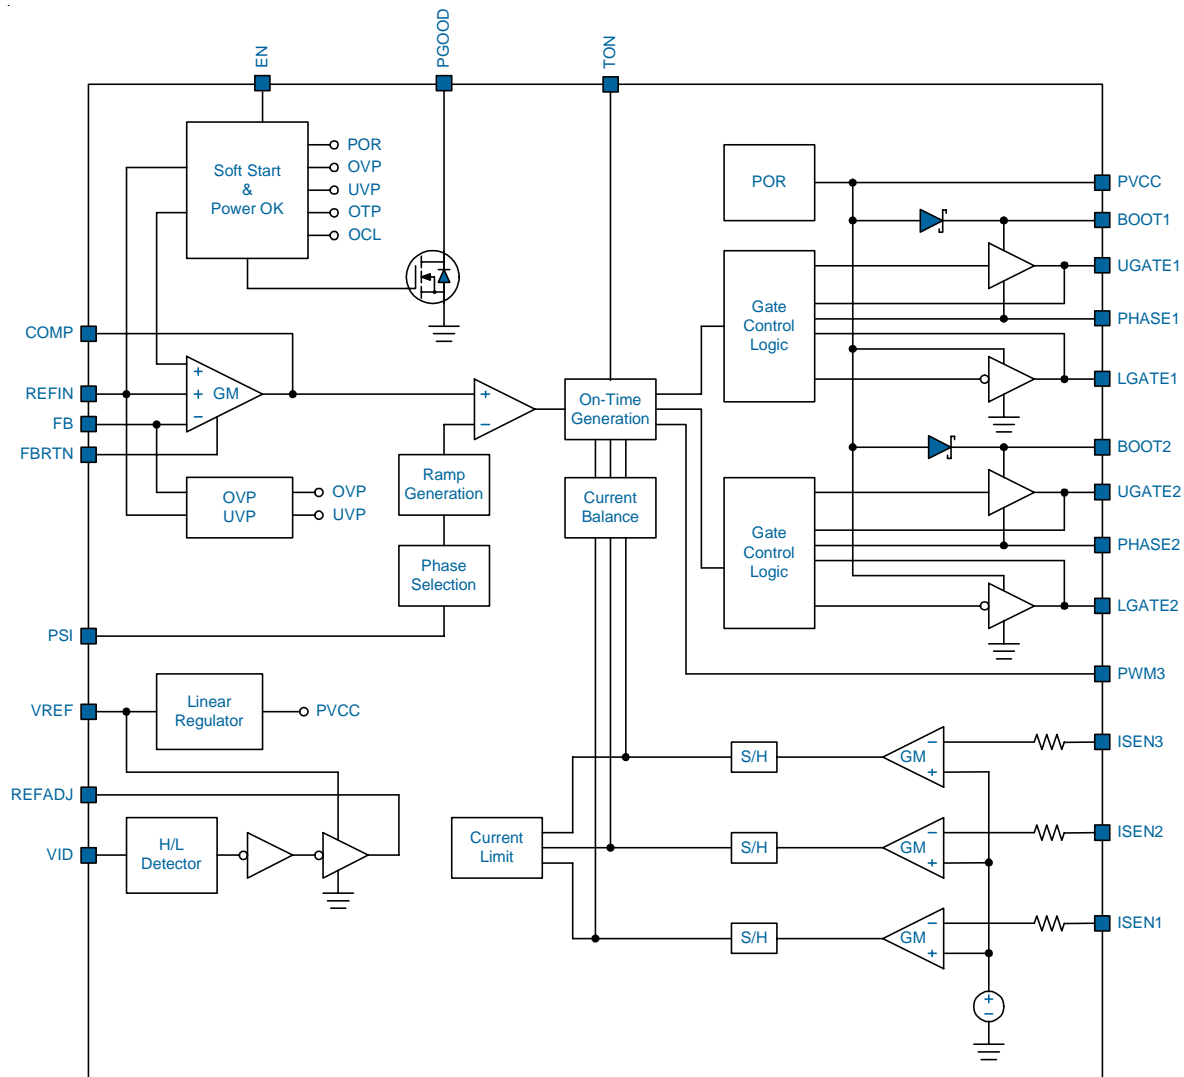 EN
PGOOD
TON
Soft Start
&
Power OK
POR
OVP
UVP
OTP
OCL
POR
PVCC
BOOT1
UGATE1
PHASE1
LGATE1
Gate
Control
Logic
COMP
REFIN
FB
FBRTN
+
+
−
GM
+
−
On-Time
Generation
OVP
UVP
OVP
UVP
Ramp
Generation
Current
Balance
Phase
Selection
Gate
Control
Logic
BOOT2
UGATE2
PHASE2
LGATE2
PSI
PWM3
VREF
Linear
Regulator
PVCC
REFADJ
VID
H/L
Detector
Current
Limit
S/H
GM
−
+
ISEN3
S/H
GM
−
+
ISEN2
S/H
GM
−
+
ISEN1
+
−